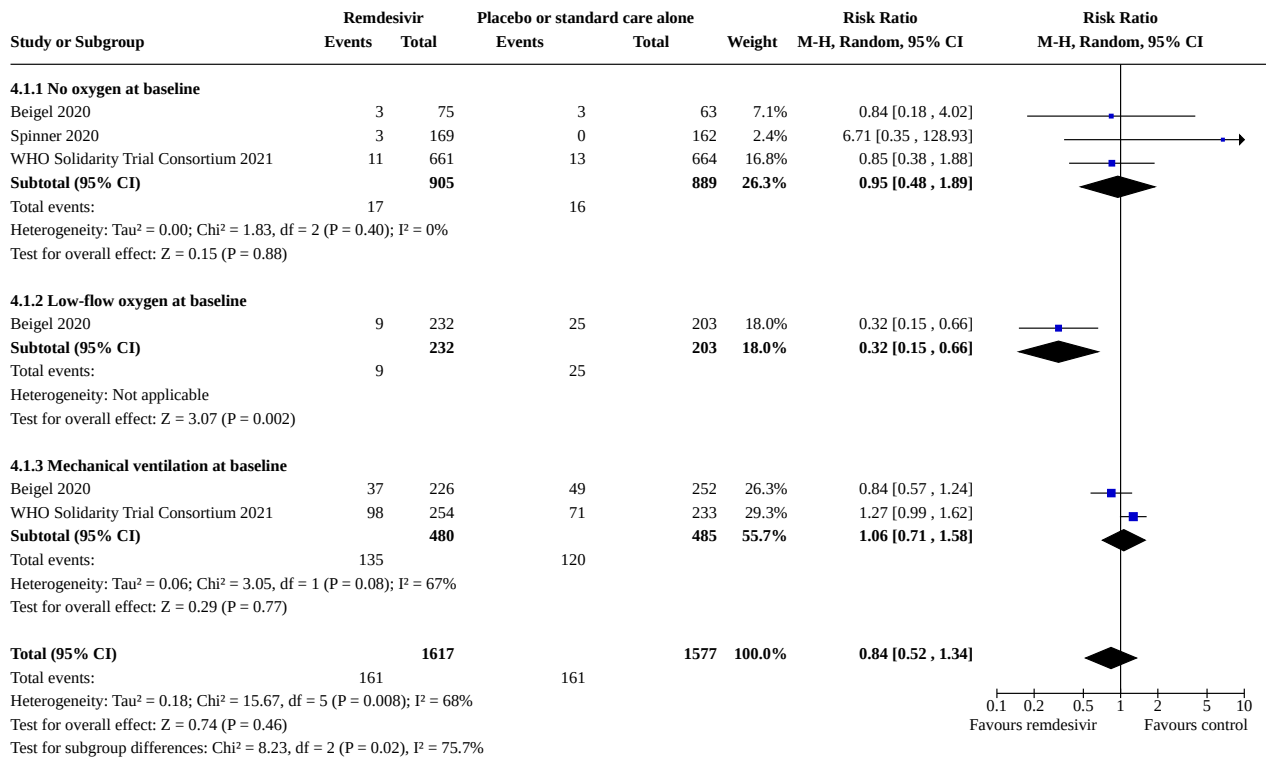 Remdesivir Placebo or standard care alone Risk Ratio Risk Ratio
Study or Subgroup Events Total Events Total Weight M-H, Random, 95% CI M-H, Random, 95% CI
4.1.1 No oxygen at baseline
Beigel 2020 3 75 3 63 7.1% 0.84 [0.18 , 4.02]
Spinner 2020 3 169 0 162 2.4% 6.71 [0.35 , 128.93]
WHO Solidarity Trial Consortium 2021 11 661 13 664 16.8% 0.85 [0.38 , 1.88]
Subtotal (95% CI) 905 889 26.3% 0.95 [0.48 , 1.89]
Total events: 17 16
Heterogeneity: Tau² = 0.00; Chi² = 1.83, df = 2 (P = 0.40); I² = 0%
Test for overall effect: Z = 0.15 (P = 0.88)
4.1.2 Low-flow oxygen at baseline
Beigel 2020 9 232 25 203 18.0% 0.32 [0.15 , 0.66]
Subtotal (95% CI) 232 203 18.0% 0.32 [0.15 , 0.66]
Total events: 9 25
Heterogeneity: Not applicable
Test for overall effect: Z = 3.07 (P = 0.002)
4.1.3 Mechanical ventilation at baseline
Beigel 2020 37 226 49 252 26.3% 0.84 [0.57 , 1.24]
WHO Solidarity Trial Consortium 2021 98 254 71 233 29.3% 1.27 [0.99 , 1.62]
Subtotal (95% CI) 480 485 55.7% 1.06 [0.71 , 1.58]
Total events: 135 120
Heterogeneity: Tau² = 0.06; Chi² = 3.05, df = 1 (P = 0.08); I² = 67%
Test for overall effect: Z = 0.29 (P = 0.77)
Total (95% CI) 1617 1577 100.0% 0.84 [0.52 , 1.34]
Total events: 161 161
Heterogeneity: Tau² = 0.18; Chi² = 15.67, df = 5 (P = 0.008); I² = 68%
Test for overall effect: Z = 0.74 (P = 0.46)
Test for subgroup differences: Chi² = 8.23, df = 2 (P = 0.02), I² = 75.7%
0.1 0.2 0.5 1 2 5 10
Favours remdesivir Favours control